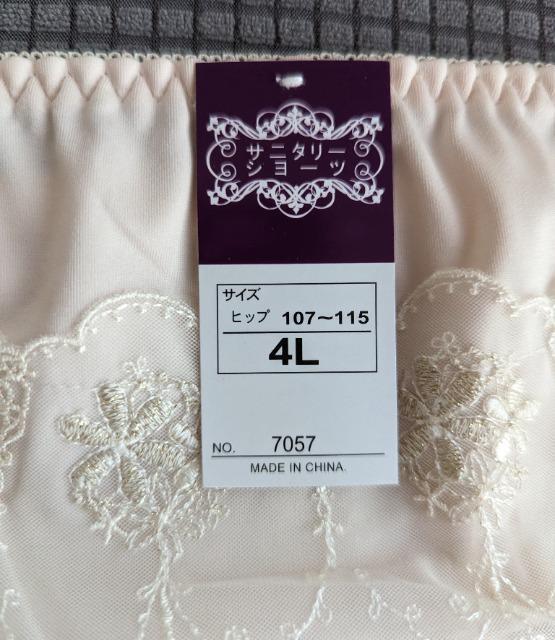 サニタリー
ショーツ
サイズ
ヒップ 107～115
4L
NO. 7057
MADE IN CHINA.